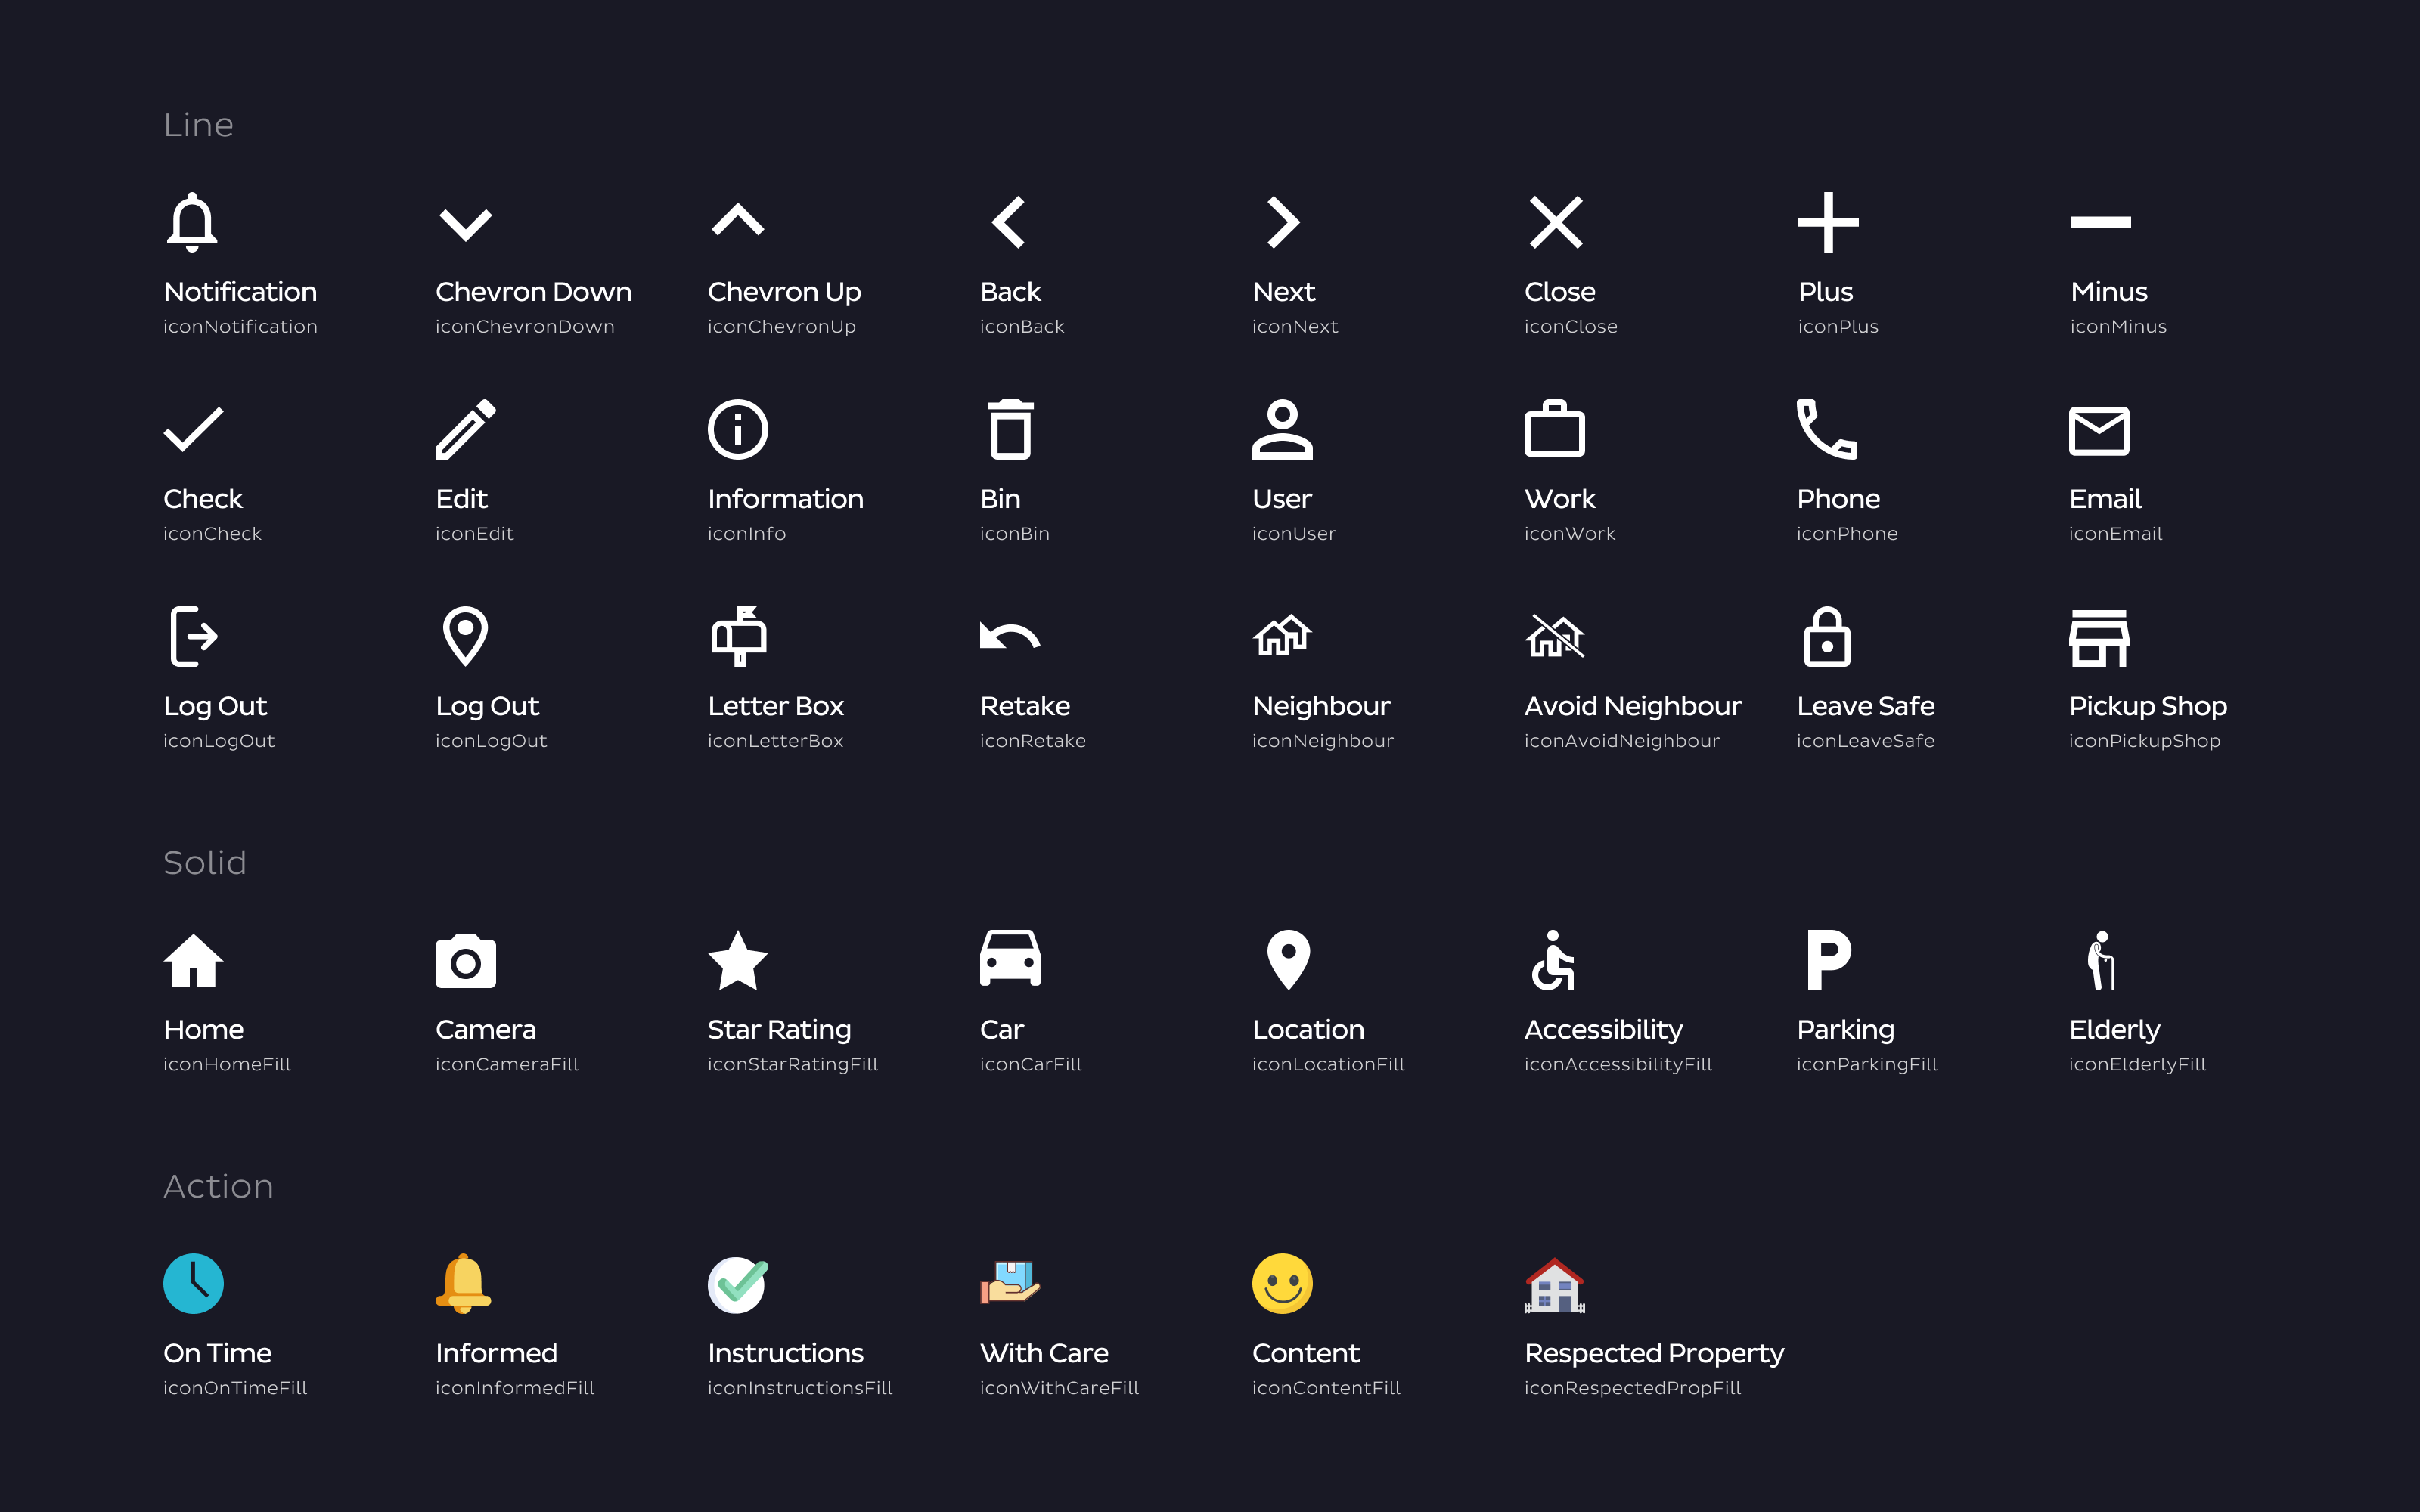 Line
Notification Chevron Down Chevron Up Back Next Close Plus Minus
iconNotification iconChevronDown iconChevronUp iconBack iconNext iconClose iconPlus iconMinus
Check Edit Information Bin User Work Phone Email
iconCheck iconEdit iconInfo iconBin iconUser iconWork iconPhone iconEmail
Log Out Log Out Letter Box Retake Neighbour Avoid Neighbour Leave Safe Pickup Shop
iconLogOut iconLogOut iconLetterBox iconRetake iconNeighbour iconAvoidNeighbour iconLeaveSafe iconPickupShop
Solid
P
Home Camera Star Rating Car Location Accessibility Parking Elderly
iconHomeFill iconCameraFill iconStarRatingFill iconCarFill iconLocationFill iconAccessibilityFill iconParkingFill iconElderlyFill
Action
On Time Informed Instructions With Care Content Respected Property
iconOnTimeFill iconInformedFill iconInstructionsFill iconWithCareFill iconContentFill iconRespectedPropFill